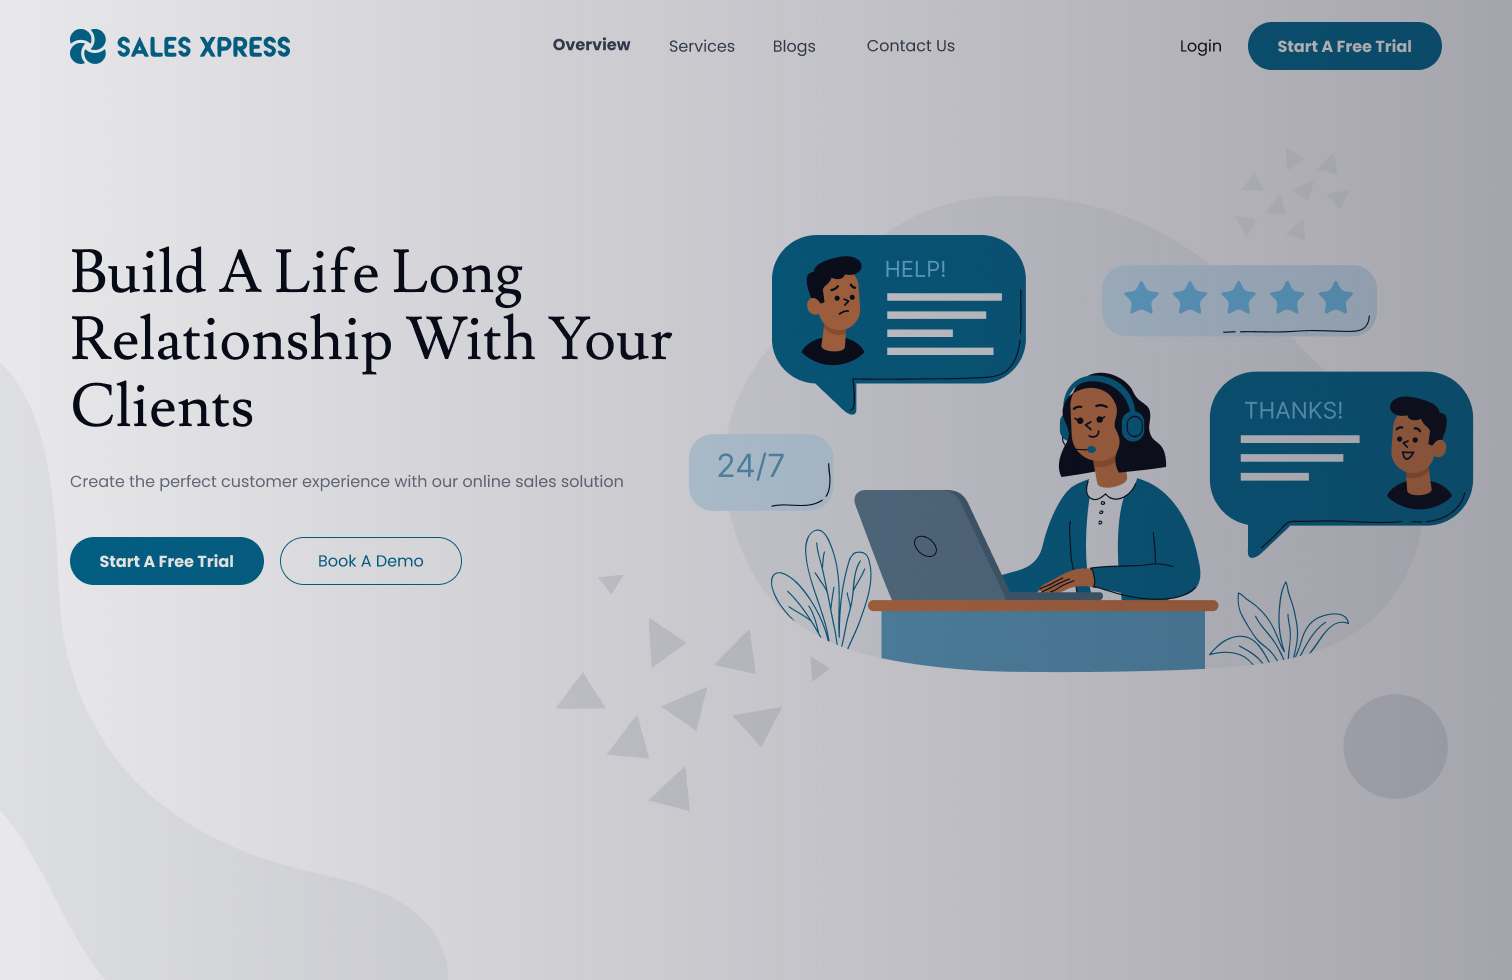 SALES XPRESS
Overview
Services
Blogs
Contact Us
Login
Start A Free Trial
Build A Life Long
Relationship With Your
Clients
Create the perfect customer experience with our online sales solution
Start A Free Trial
Book A Demo
HELP!
THANKS!
24/7